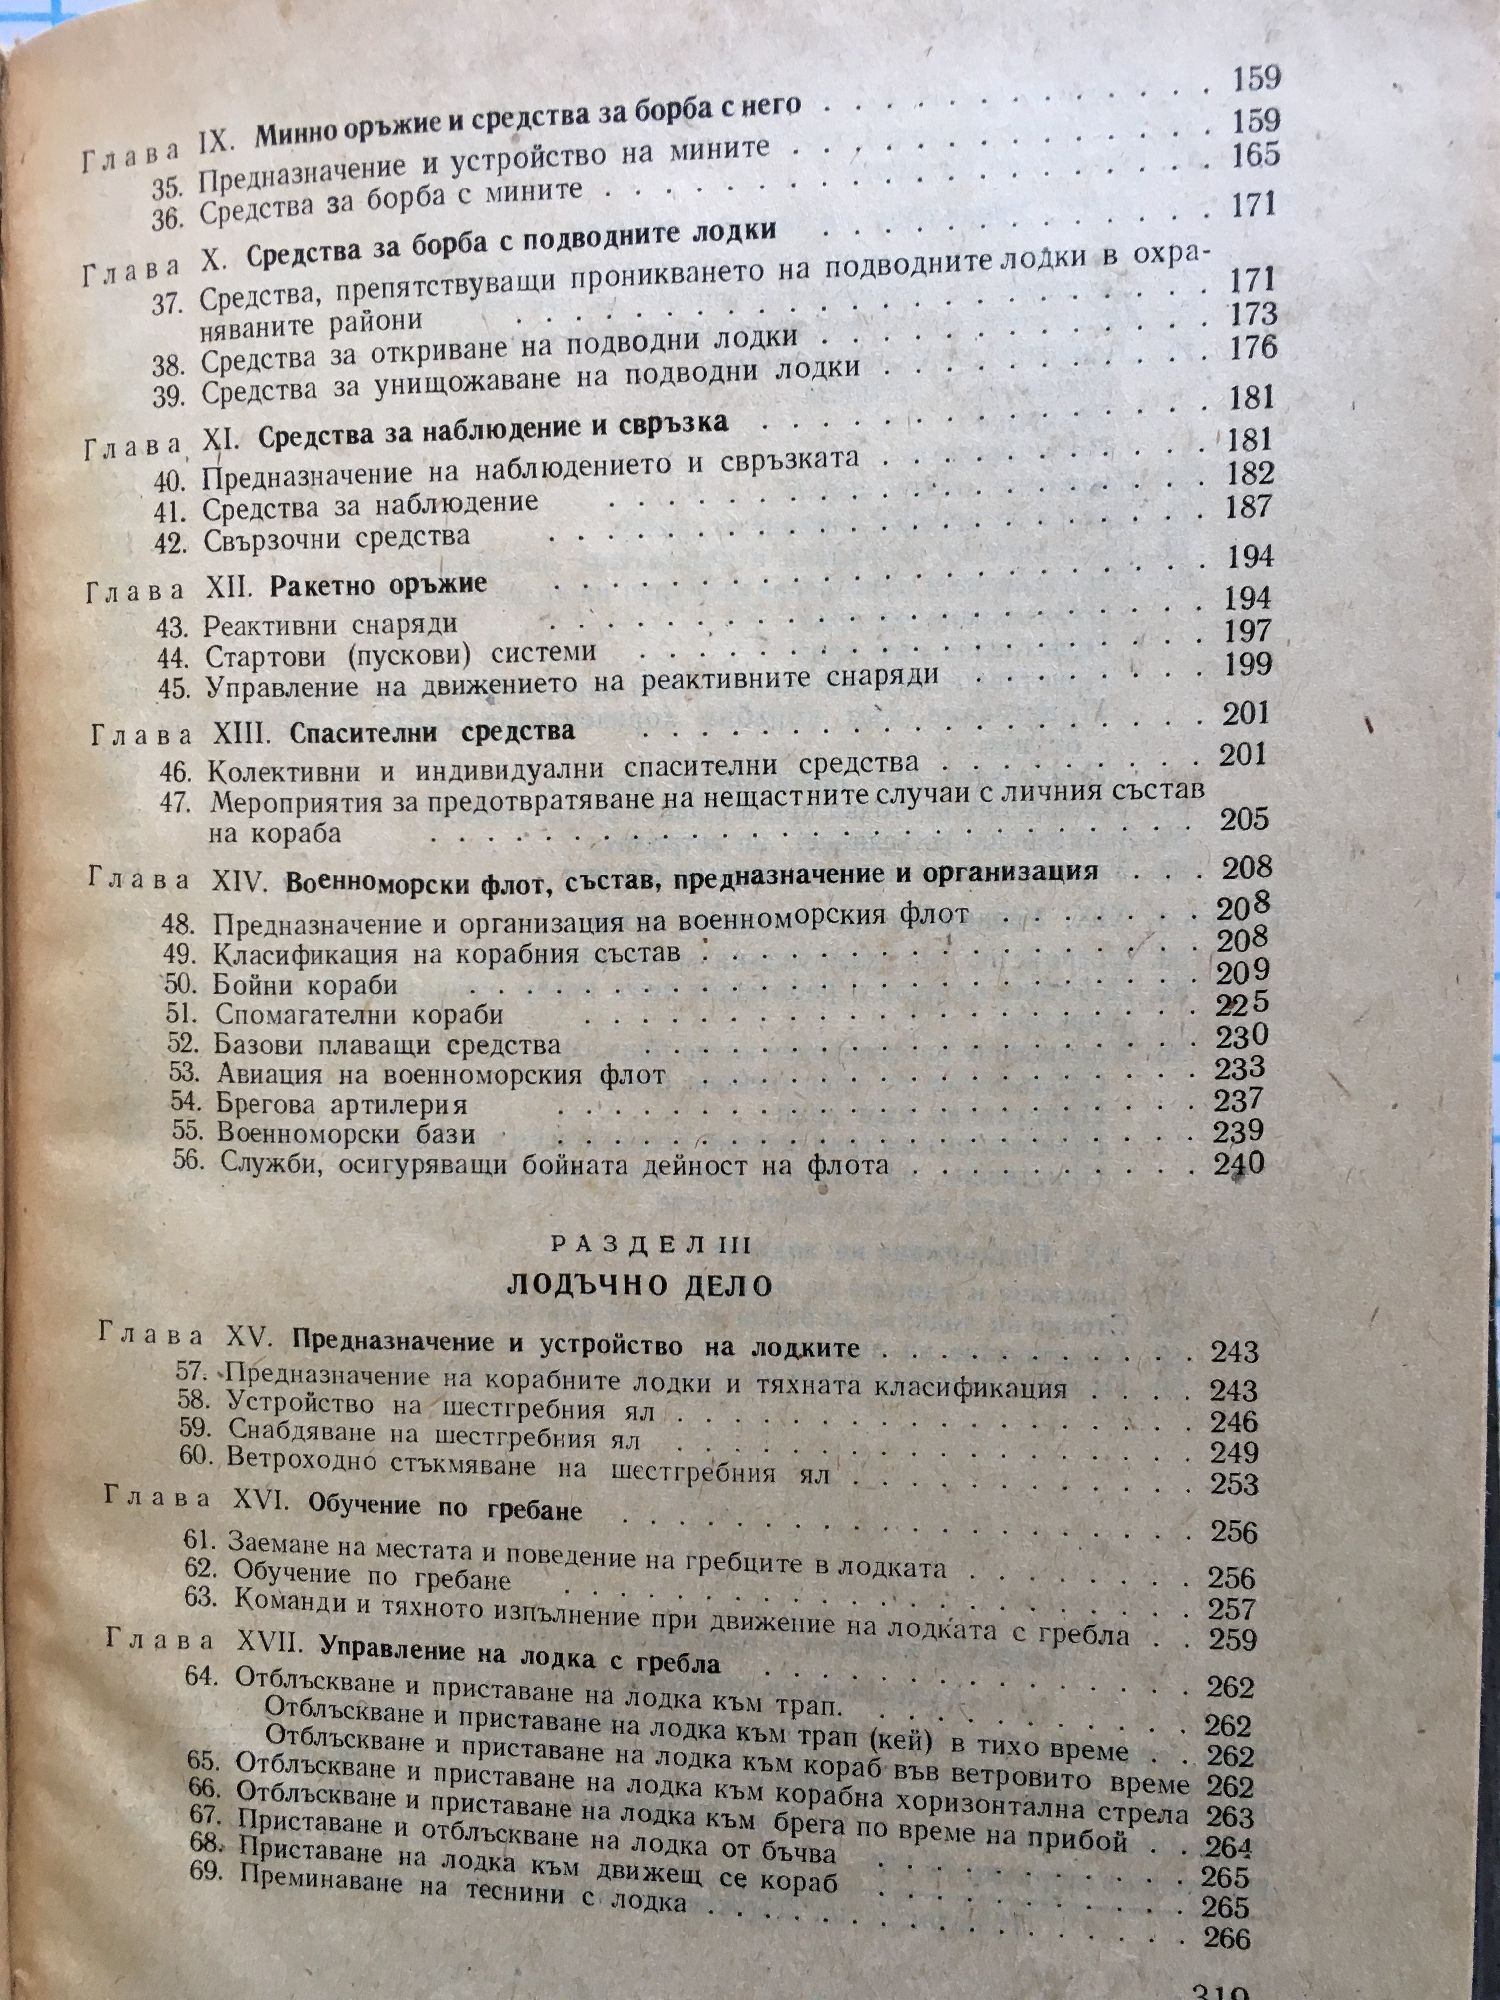 Глава IX. Минно оръжие и средства за борба с него . . . . . . . . . . . . 159
35. Предназначение и устройство на мините . . . . . . . . . . . . 159
36. Средства за борба с мините . . . . . . . . . . . . . . . . . 165
Глава X. Средства за борба с подводните лодки . . . . . . . . . . . . 171
37. Средства, препятствуващи проникването на подводните лодки в охра-
няваните райони . . . . . . . . . . . . . . . . . . . 171
38. Средства за откриване на подводни лодки . . . . . . . . . . . . 173
39. Средства за унищожаване на подводни лодки . . . . . . . . . . 176
Глава XI. Средства за наблюдение и свръзка . . . . . . . . . . . . . 181
40. Предназначение на наблюдението и свръзката . . . . . . . . . . 181
41. Средства за наблюдение . . . . . . . . . . . . . . . . . 182
42. Свързочни средства . . . . . . . . . . . . . . . . . . . 187
Глава XII. Ракетно оръжие . . . . . . . . . . . . . . . . . . . 194
43. Реактивни снаряди . . . . . . . . . . . . . . . . . . . 194
44. Стартови (пускови) системи . . . . . . . . . . . . . . . . 197
45. Управление на движението на реактивните снаряди . . . . . . . . 199
Глава XIII. Спасителни средства . . . . . . . . . . . . . . . . . 201
46. Колективни и индивидуални спасителни средства . . . . . . . . . 201
47. Мероприятия за предотвратяване на нещастните случаи с личния състав
на кораба . . . . . . . . . . . . . . . . . . . . . . . 205
Глава XIV. Военноморски флот, състав, предназначение и организация . . . 208
48. Предназначение и организация на военноморския флот . . . . . . . 208
49. Класификация на корабния състав . . . . . . . . . . . . . . . 208
50. Бойни кораби . . . . . . . . . . . . . . . . . . . . . . 209
51. Спомагателни кораби . . . . . . . . . . . . . . . . . . . 225
52. Базови плаващи средства . . . . . . . . . . . . . . . . . 230
53. Авиация на военноморския флот . . . . . . . . . . . . . . . 233
54. Брегова артилерия . . . . . . . . . . . . . . . . . . . 237
55. Военноморски бази . . . . . . . . . . . . . . . . . . . 239
56. Служби, осигуряващи бойната дейност на флота . . . . . . . . . 240
РАЗДЕЛ III
ЛОДЪЧНО ДЕЛО
Глава XV. Предназначение и устройство на лодките . . . . . . . . . . 243
57. Предназначение на корабните лодки и тяхната класификация . . . . 243
58. Устройство на шестгребния ял . . . . . . . . . . . . . . . . 246
59. Снабдяване на шестгребния ял . . . . . . . . . . . . . . . . 249
60. Ветроходно стъкмяване на шестгребния ял . . . . . . . . . . . 253
Глава XVI. Обучение по гребане . . . . . . . . . . . . . . . . . 256
61. Заемане на местата и поведение на гребците в лодката . . . . . . . 256
62. Обучение по гребане . . . . . . . . . . . . . . . . . . . 257
63. Команди и тяхното изпълнение при движение на лодката с гребла . . 259
Глава XVII. Управление на лодка с гребла . . . . . . . . . . . . . 262
64. Отблъскване и приставане на лодка към трап. . . . . . . . . . . 262
Отблъскване и приставане на лодка към трап (кей) в тихо време . . 262
Отблъскване и приставане на лодка към кораб във ветровито време 262
65. Отблъскване и приставане на лодка към корабна хоризонтална стрела 263
66. Отблъскване и приставане на лодка към брега по време на прибой . . 264
67. Приставане и отблъскване на лодка от бъчва . . . . . . . . . . 265
68. Приставане на лодка към движещ се кораб . . . . . . . . . . . 265
69. Преминаване на теснини с лодка . . . . . . . . . . . . . . . 266
319